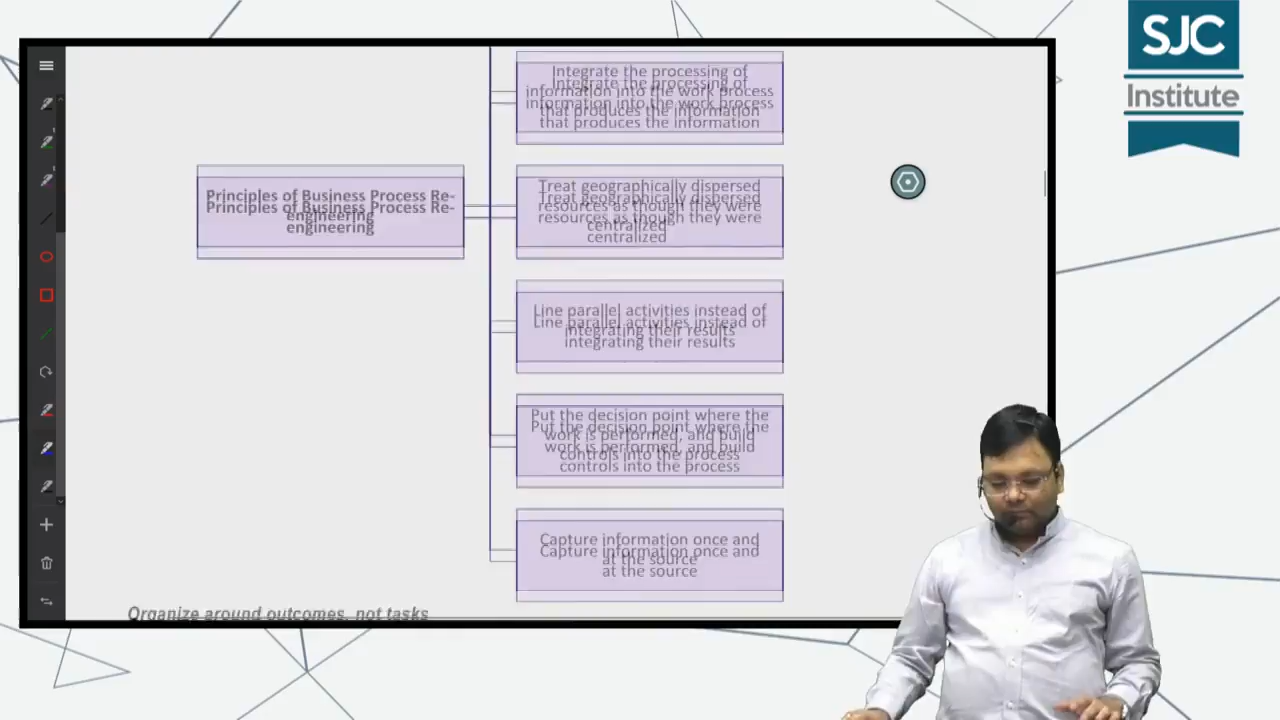 SJC
Institute
Integrate the processing of
information into the work process
that produces the information
Principles of Business Process Re-
engineering
Treat geographically dispersed
resources as though they were
centralized
Line parallel activities instead of
integrating their results
Put the decision point where the
work is performed, and build
controls into the process
Capture information once and
at the source
Organize around outcomes, not tasks